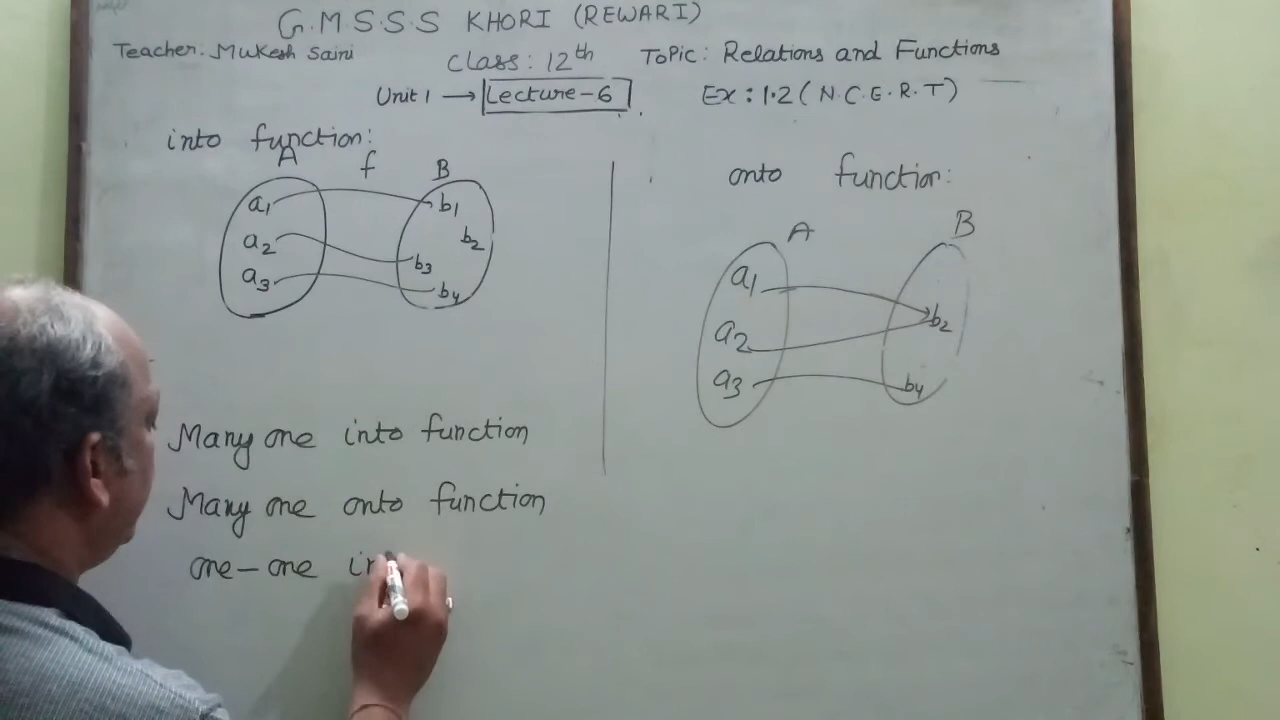 G.M.S.S.S KHORI (REWARI)
Teacher: Mukesh Saini Class: 12th Topic: Relations and Functions
Unit 1 → Lecture-6 Ex: 1.2 (N.C.E.R.T)
into function:
A f B
a1 b1
a2 b2
b3
a3 b4
onto function:
A B
a1
b2
a2
a3 b4
Many one into function
Many one onto function
one-one in